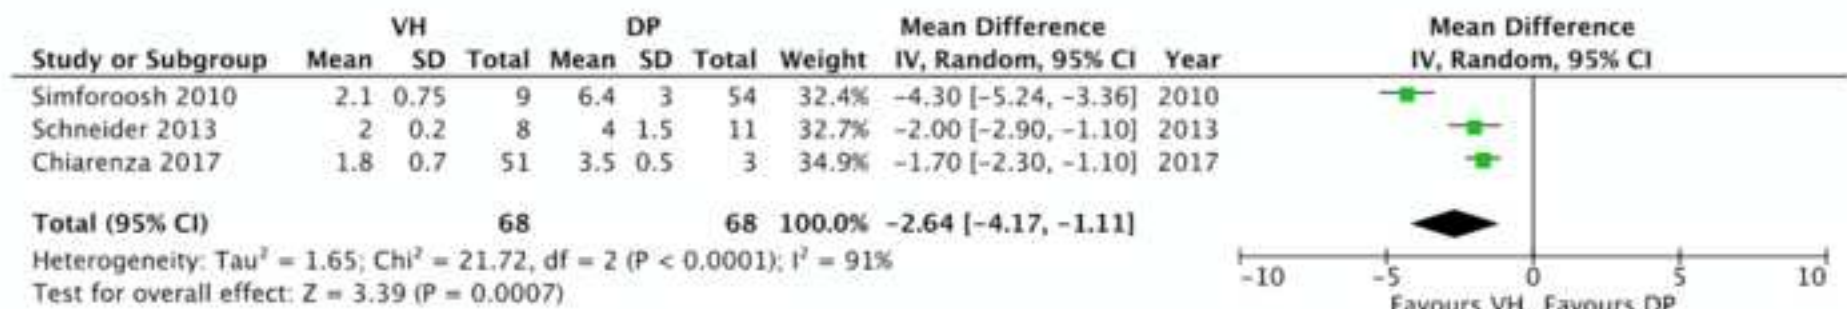 VH DP Mean Difference Mean Difference
Study or Subgroup Mean SD Total Mean SD Total Weight IV, Random, 95% CI Year IV, Random, 95% CI
Simforoosh 2010 2.1 0.75 9 6.4 3 54 32.4% −4.30 [−5.24, −3.36] 2010
Schneider 2013 2 0.2 8 4 1.5 11 32.7% −2.00 [−2.90, −1.10] 2013
Chiarenza 2017 1.8 0.7 51 3.5 0.5 3 34.9% −1.70 [−2.30, −1.10] 2017
Total (95% CI) 68 68 100.0% −2.64 [−4.17, −1.11]
Heterogeneity: Tau² = 1.65; Chi² = 21.72, df = 2 (P < 0.0001); I² = 91%
Test for overall effect: Z = 3.39 (P = 0.0007)
−10 −5 0 5 10
Favours VH Favours DP